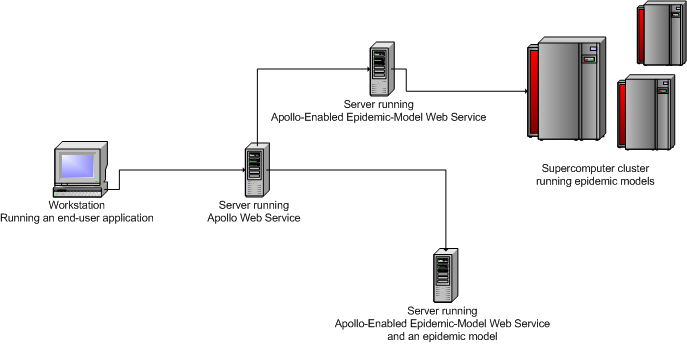 Server running
Apollo-Enabled Epidemic-Model Web Service
Supercomputer cluster
running epidemic models
Workstation
Running an end-user application
Server running
Apollo Web Service
Server running
Apollo-Enabled Epidemic-Model Web Service
and an epidemic model